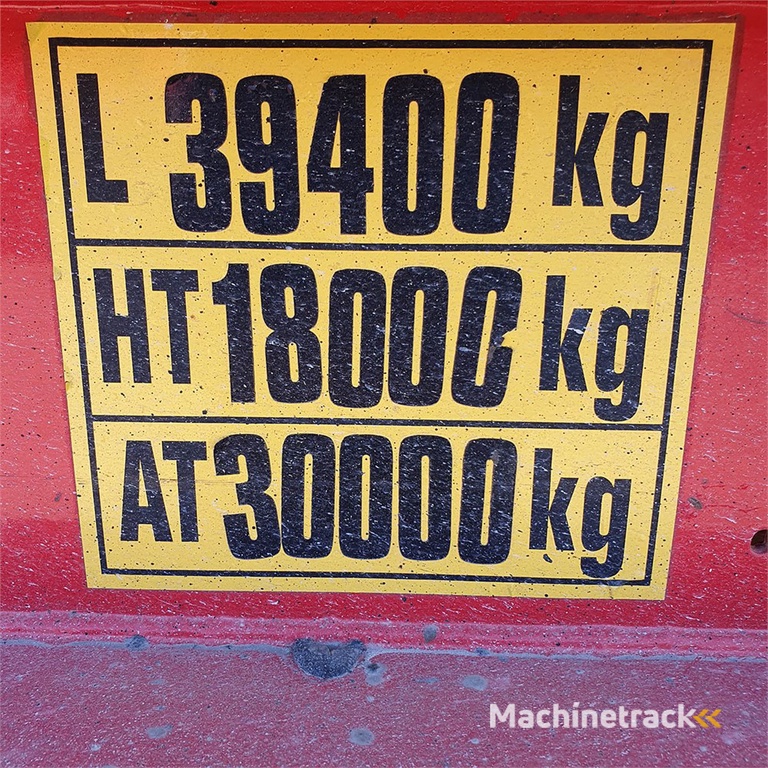 L 39400 kg
HT 18000 kg
AT 30000 kg
Machinetrack